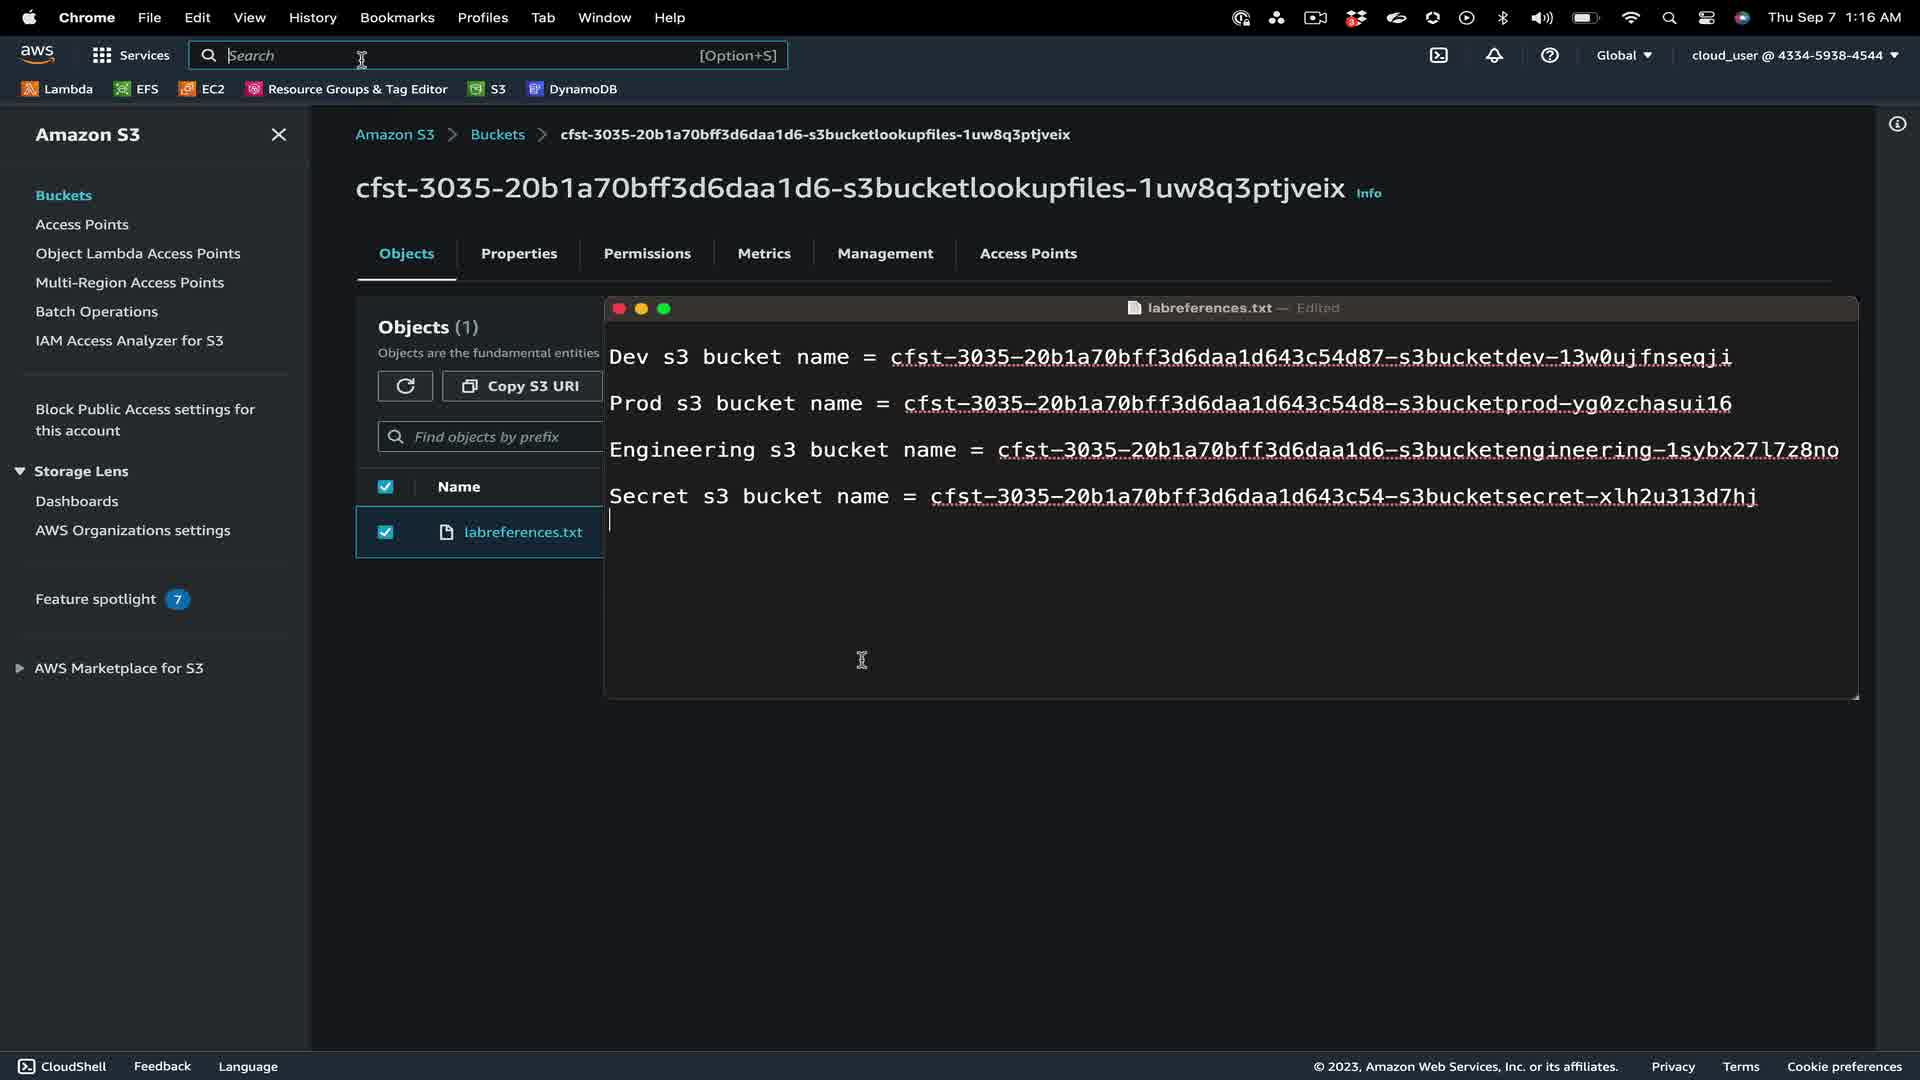 Chrome File Edit View History Bookmarks Profiles Tab Window Help 3 Thu Sep 7 1:16 AM
aws Services Search [Option+S] Global cloud_user @ 4334-5938-4544
Lambda EFS EC2 Resource Groups & Tag Editor S3 DynamoDB
Amazon S3
Buckets
Access Points
Object Lambda Access Points
Multi-Region Access Points
Batch Operations
IAM Access Analyzer for S3
Block Public Access settings for
this account
Storage Lens
Dashboards
AWS Organizations settings
Feature spotlight 7
AWS Marketplace for S3
Amazon S3 > Buckets > cfst-3035-20b1a70bff3d6daa1d6-s3bucketlookupfiles-1uw8q3ptjveix
cfst-3035-20b1a70bff3d6daa1d6-s3bucketlookupfiles-1uw8q3ptjveix Info
Objects Properties Permissions Metrics Management Access Points
Objects (1)
Objects are the fundamental entities
Copy S3 URI
Find objects by prefix
Name
labreferences.txt
labreferences.txt — Edited
Dev s3 bucket name = cfst-3035-20b1a70bff3d6daa1d643c54d87-s3bucketdev-13w0ujfnseqji
Prod s3 bucket name = cfst-3035-20b1a70bff3d6daa1d643c54d8-s3bucketprod-yg0zchasui16
Engineering s3 bucket name = cfst-3035-20b1a70bff3d6daa1d6-s3bucketengineering-1sybx27l7z8no
Secret s3 bucket name = cfst-3035-20b1a70bff3d6daa1d643c54-s3bucketsecret-xlh2u313d7hj
CloudShell Feedback Language © 2023, Amazon Web Services, Inc. or its affiliates. Privacy Terms Cookie preferences